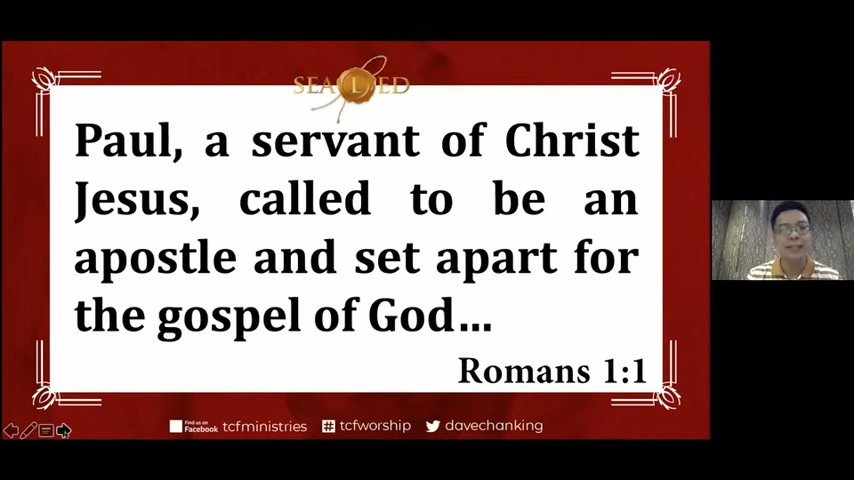 SEALED
Paul, a servant of Christ
Jesus, called to be an
apostle and set apart for
the gospel of God...
Romans 1:1
Find us on
Facebook tcfministries # tcfworship davechanking